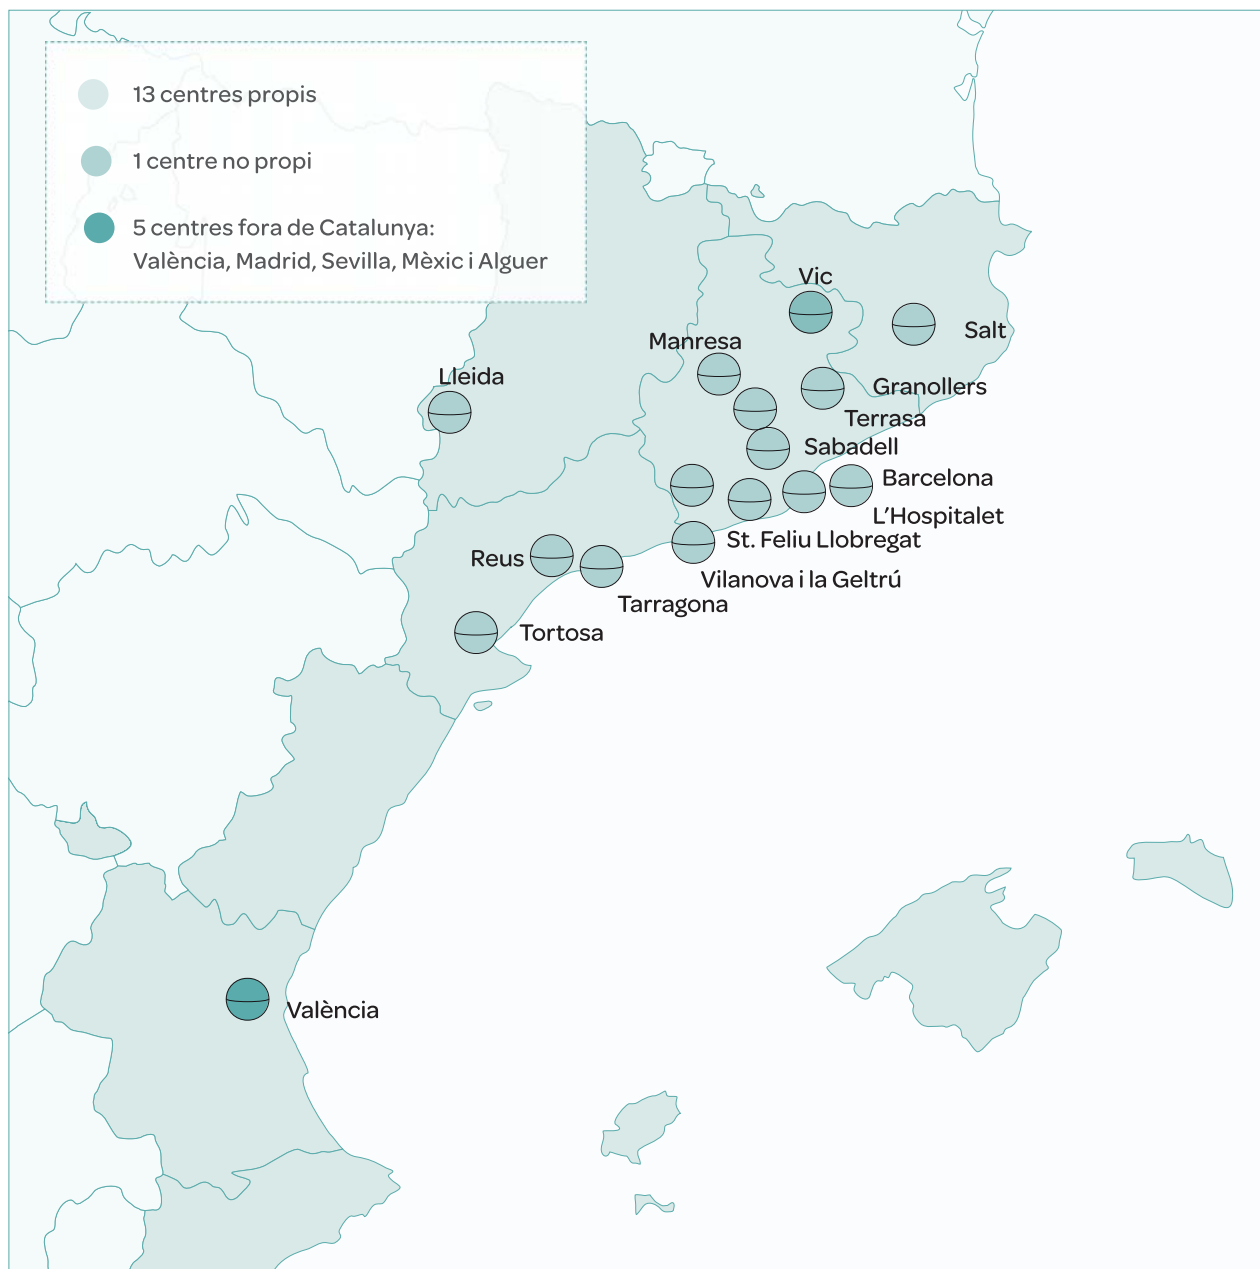 13 centres propis
1 centre no propi
5 centres fora de Catalunya:
València, Madrid, Sevilla, Mèxic i Alguer
Vic
Salt
Manresa
Lleida
Granollers
Terrasa
Sabadell
Barcelona
L’Hospitalet
St. Feliu Llobregat
Reus
Vilanova i la Geltrú
Tarragona
Tortosa
València